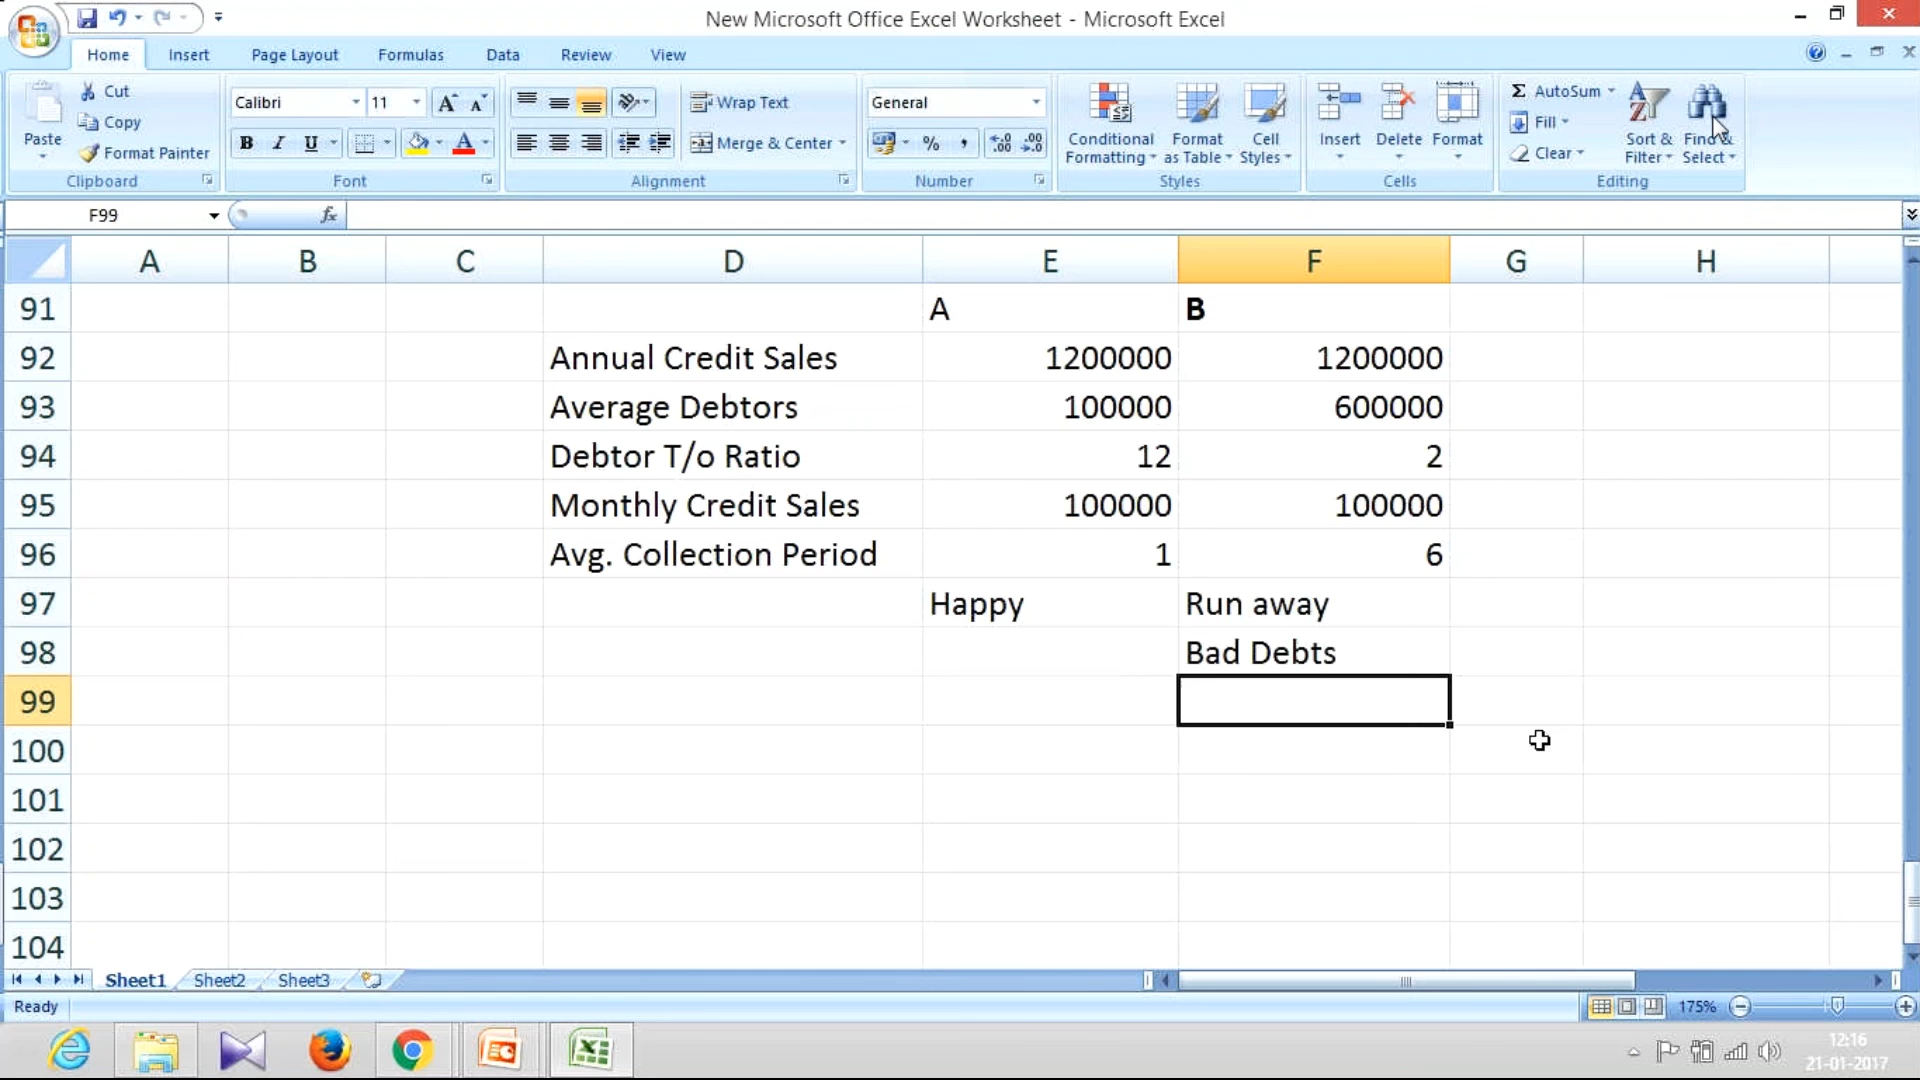 New Microsoft Office Excel Worksheet - Microsoft Excel
Home Insert Page Layout Formulas Data Review View
Paste
Cut
Copy
Format Painter
Clipboard
Calibri 11
B I U
Font
Wrap Text
Merge & Center
Alignment
General
% ,
Number
Conditional Formatting
Format as Table
Cell Styles
Styles
Insert Delete Format
Cells
Σ AutoSum
Fill
Clear
Sort & Filter
Find & Select
Editing
F99 fx
A B C D E F G H
91 A B
92 Annual Credit Sales 1200000 1200000
93 Average Debtors 100000 600000
94 Debtor T/o Ratio 12 2
95 Monthly Credit Sales 100000 100000
96 Avg. Collection Period 1 6
97 Happy Run away
98 Bad Debts
99
100
101
102
103
104
Sheet1 Sheet2 Sheet3
Ready 175%
12:16
21-01-2017